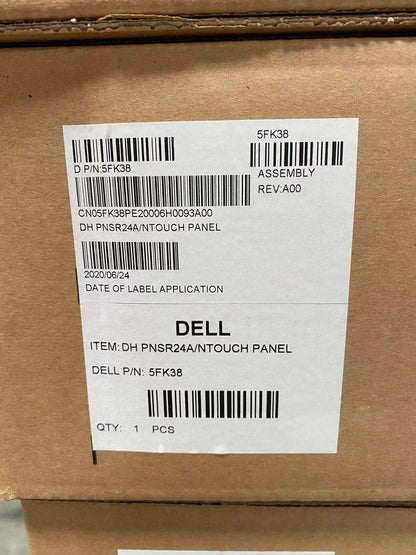 5FK38
D P/N:5FK38
ASSEMBLY
REV:A00
CN05FK38PE20006H0093A00
DH PNSR24A/NTOUCH PANEL
2020/06/24
DATE OF LABEL APPLICATION
DELL
ITEM:DH PNSR24A/NTOUCH PANEL
DELL P/N: 5FK38
QTY: 1 PCS